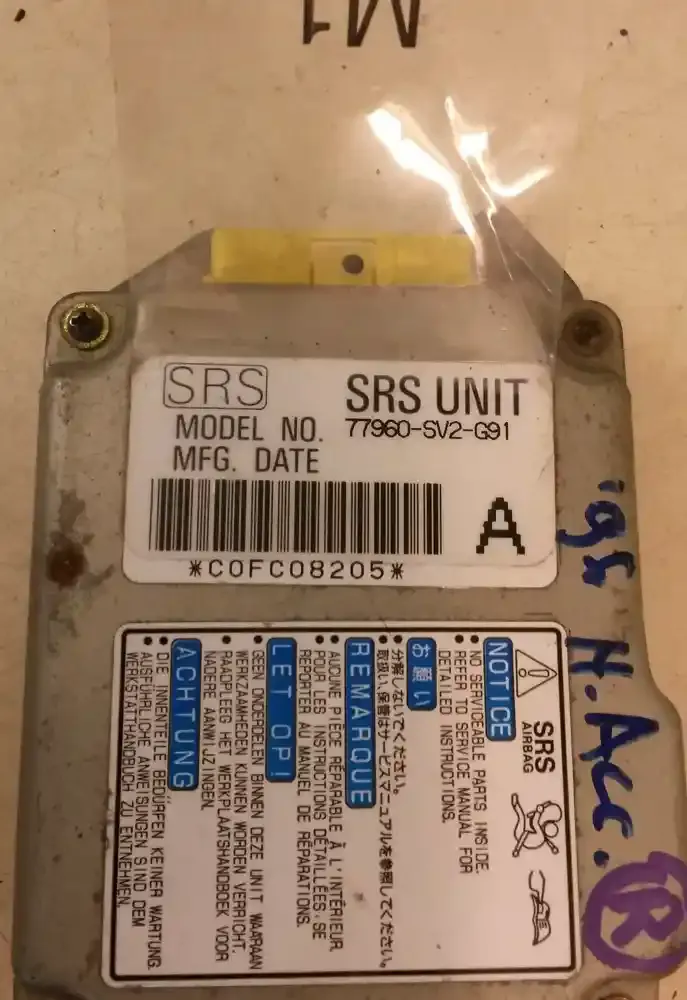 M1
SRS
SRS UNIT
MODEL NO. 77960-SV2-G91
MFG. DATE
A
*C0FC08205*
'95 H. Acc.
R
SRS
AIRBAG
NOTICE
• NO SERVICEABLE PARTS INSIDE.
• REFER TO SERVICE MANUAL FOR
DETAILED INSTRUCTIONS.
お願い
• 分解しないでください。
• 取扱い、保管はサービスマニュアルを参照してください。
REMARQUE
• AUCUNE PIÈCE RÉPARABLE À L'INTÉRIEUR.
• POUR LES INSTRUCTIONS DÉTAILLÉES, SE
REPORTER AU MANUEL DE RÉPARATIONS.
LET OP!
• GEEN ONDERDELEN BINNEN DEZE UNIT WAARAAN
WERKZAAMHEDEN KUNNEN WORDEN VERRICHT.
• RAADPLEEG HET WERKPLAATSHANDBOEK VOOR
NADERE AANWIJZINGEN.
ACHTUNG
• DIE INNENTEILE BEDÜRFEN KEINER WARTUNG.
• AUSFÜHRLICHE ANWEISUNGEN SIND DEM
WERKSTATTHANDBUCH ZU ENTNEHMEN.